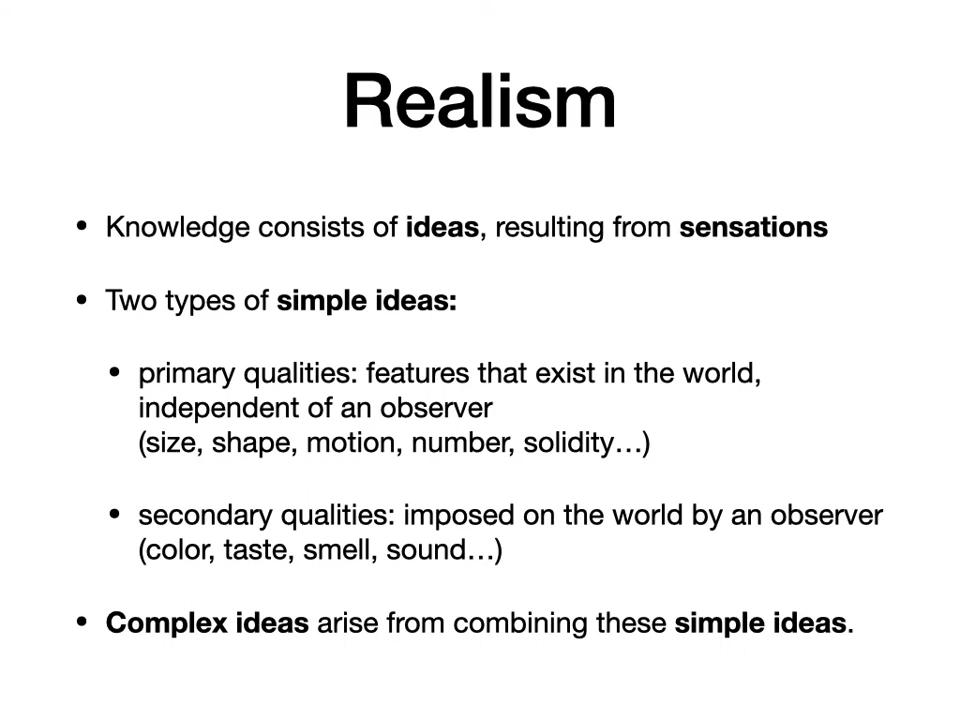 Realism
• Knowledge consists of ideas, resulting from sensations
• Two types of simple ideas:
• primary qualities: features that exist in the world,
independent of an observer
(size, shape, motion, number, solidity…)
• secondary qualities: imposed on the world by an observer
(color, taste, smell, sound…)
• Complex ideas arise from combining these simple ideas.